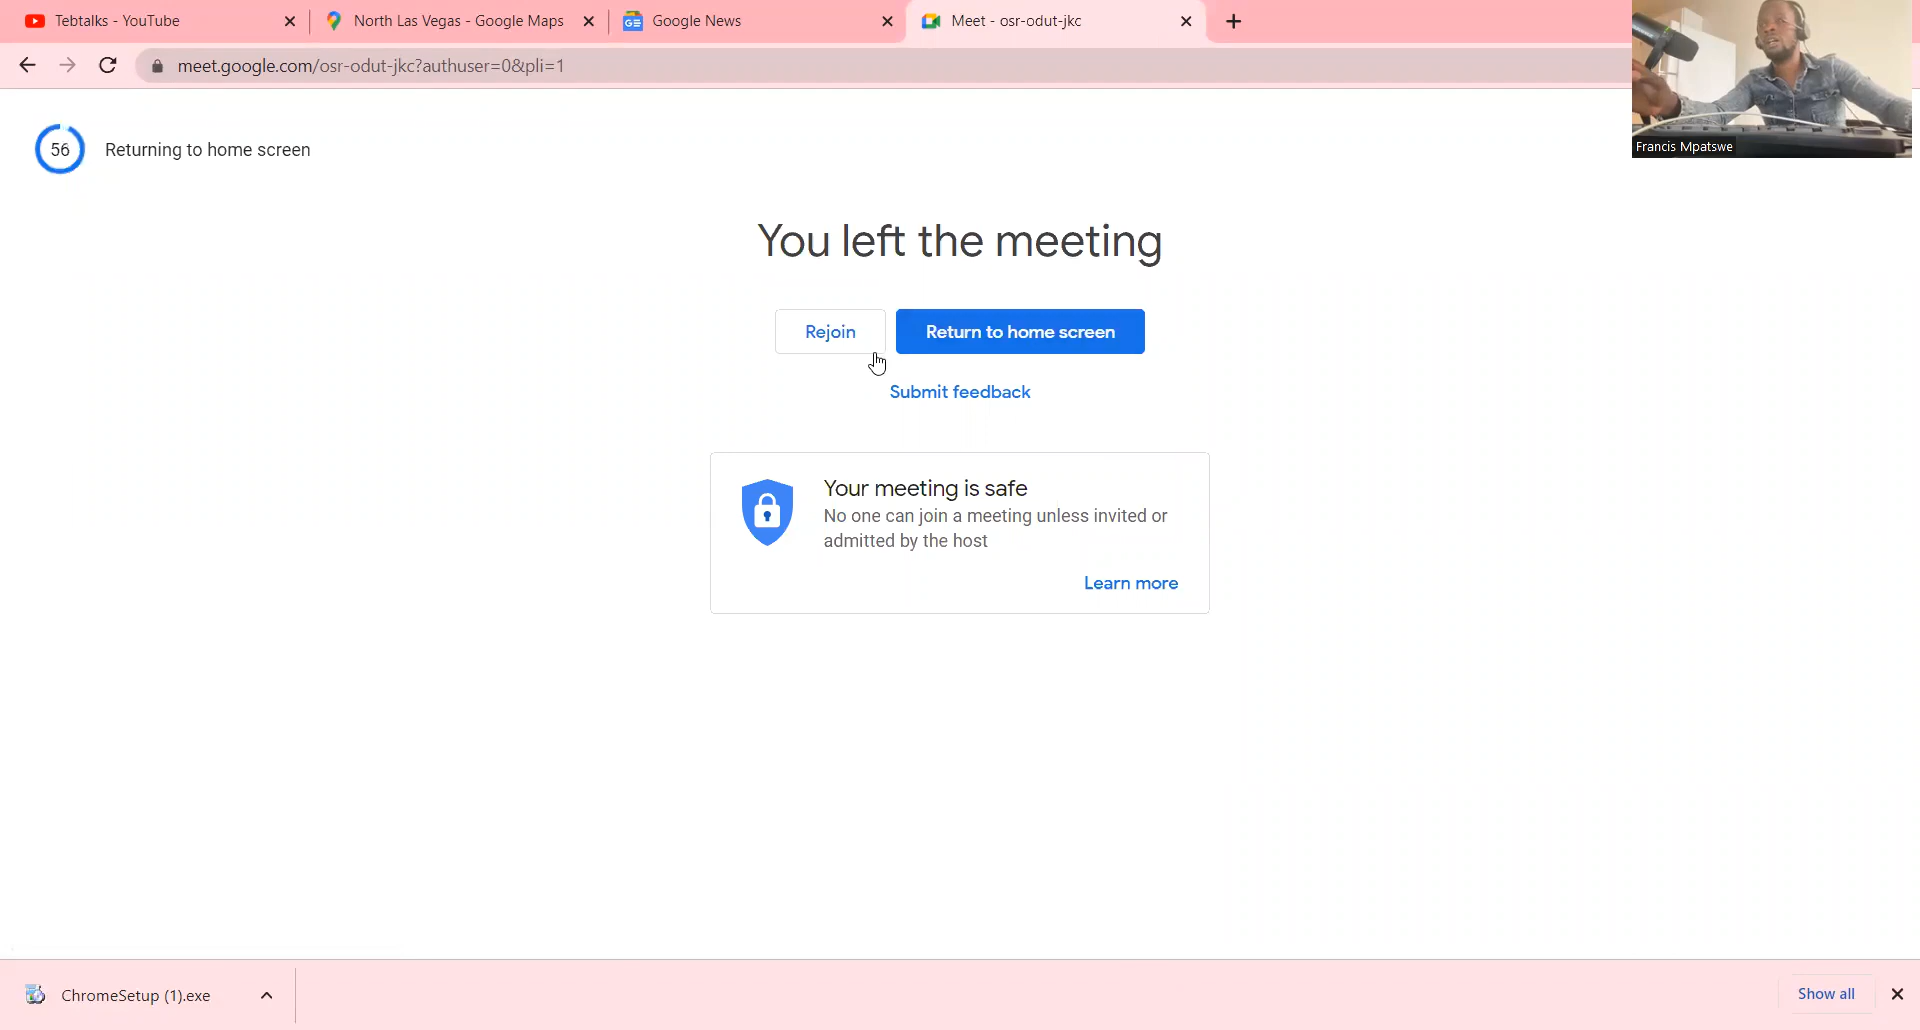 Tebtalks - YouTube
North Las Vegas - Google Maps
GE Google News
Meet - osr-odut-jkc
meet.google.com/osr-odut-jkc?authuser=0&pli=1
Francis Mpatswe
56 Returning to home screen
You left the meeting
Rejoin
Return to home screen
Submit feedback
Your meeting is safe
No one can join a meeting unless invited or
admitted by the host
Learn more
ChromeSetup (1).exe
Show all